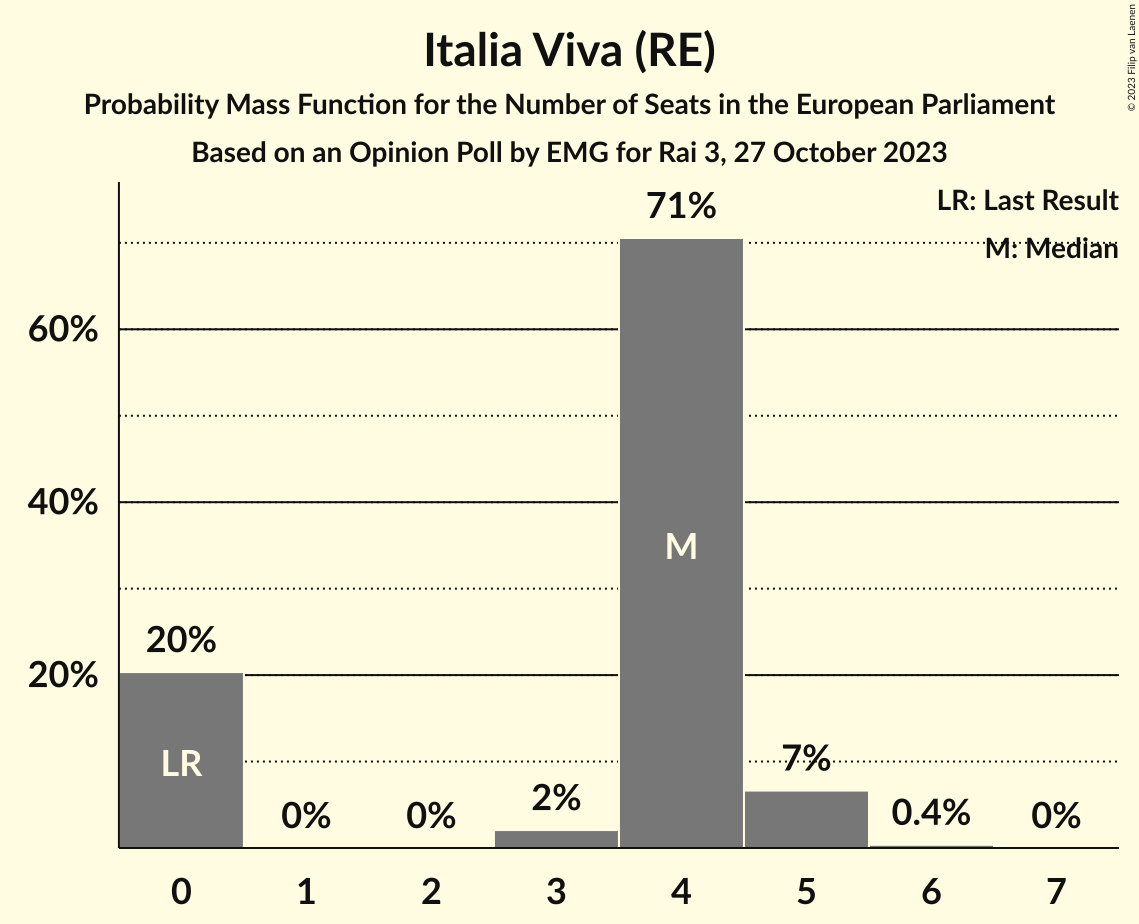 Italia Viva (RE)
Probability Mass Function for the Number of Seats in the European Parliament
Based on an Opinion Poll by EMG for Rai 3, 27 October 2023
© 2023 Filip van Laenen
LR: Last Result
M: Median
71%
60%
40%
M
20%
20%
LR
0%
0%
2%
7%
0.4%
0%
0 1 2 3 4 5 6 7